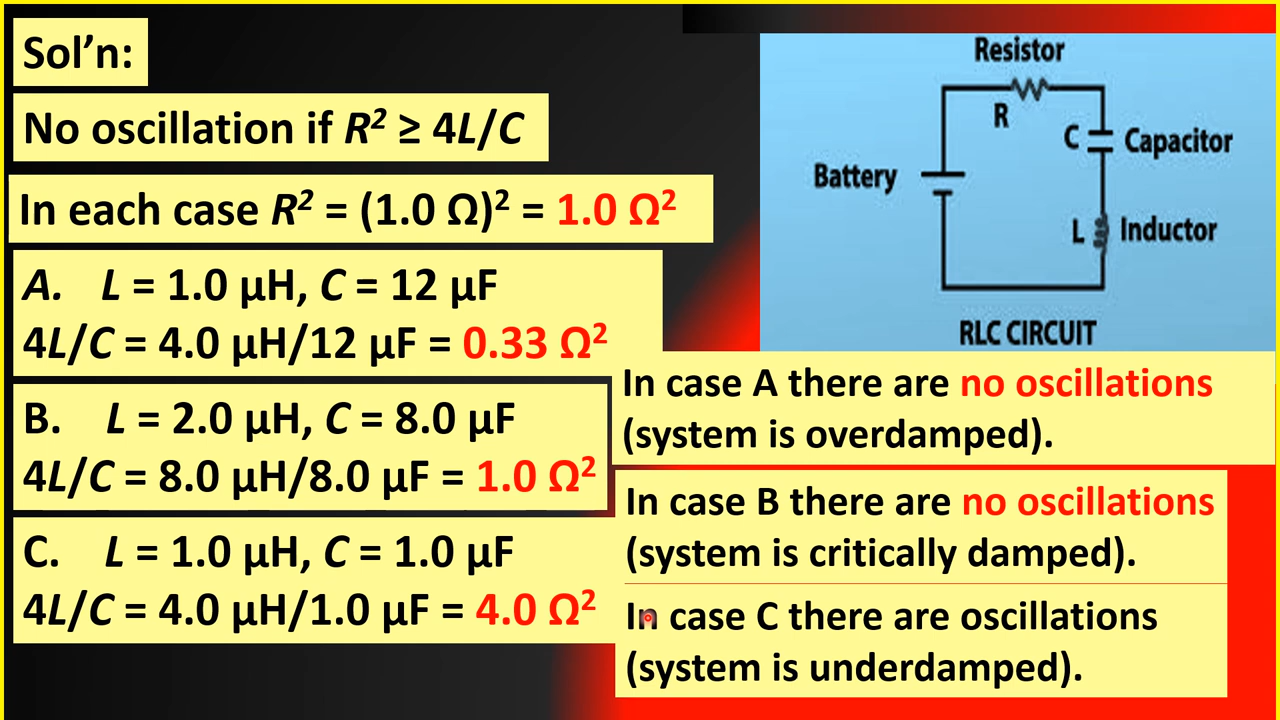 Sol’n:
No oscillation if R² ≥ 4L/C
In each case R² = (1.0 Ω)² = 1.0 Ω²
A. L = 1.0 μH, C = 12 μF
4L/C = 4.0 μH/12 μF = 0.33 Ω²
B. L = 2.0 μH, C = 8.0 μF
4L/C = 8.0 μH/8.0 μF = 1.0 Ω²
C. L = 1.0 μH, C = 1.0 μF
4L/C = 4.0 μH/1.0 μF = 4.0 Ω²
Resistor
R
C Capacitor
Battery
L Inductor
RLC CIRCUIT
In case A there are no oscillations
(system is overdamped).
In case B there are no oscillations
(system is critically damped).
In case C there are oscillations
(system is underdamped).